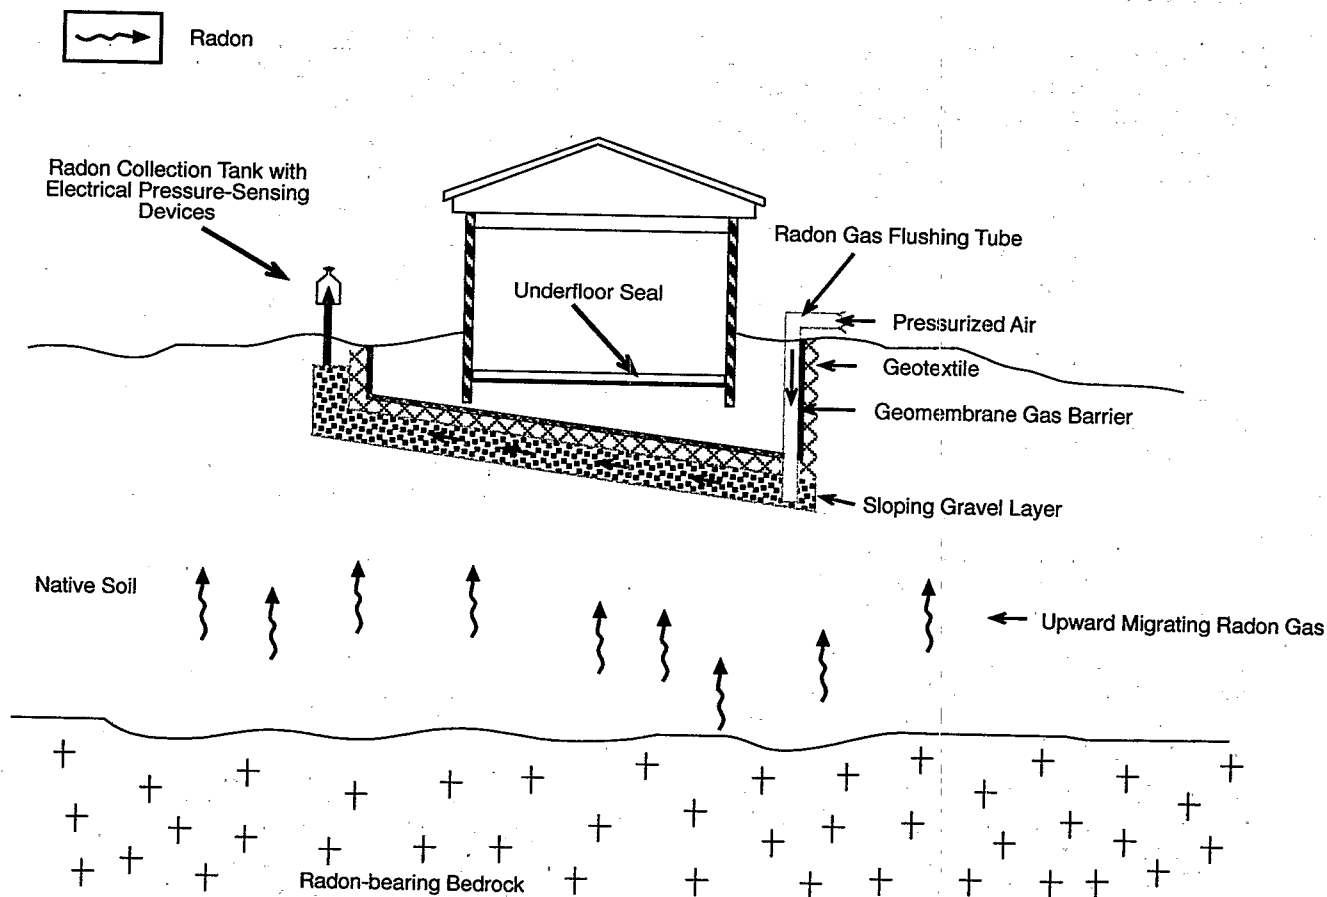 Radon
Radon Collection Tank with
Electrical Pressure-Sensing
Devices
Radon Gas Flushing Tube
Underfloor Seal
Pressurized Air
Geotextile
Geomembrane Gas Barrier
Sloping Gravel Layer
Native Soil
Upward Migrating Radon Gas
Radon-bearing Bedrock